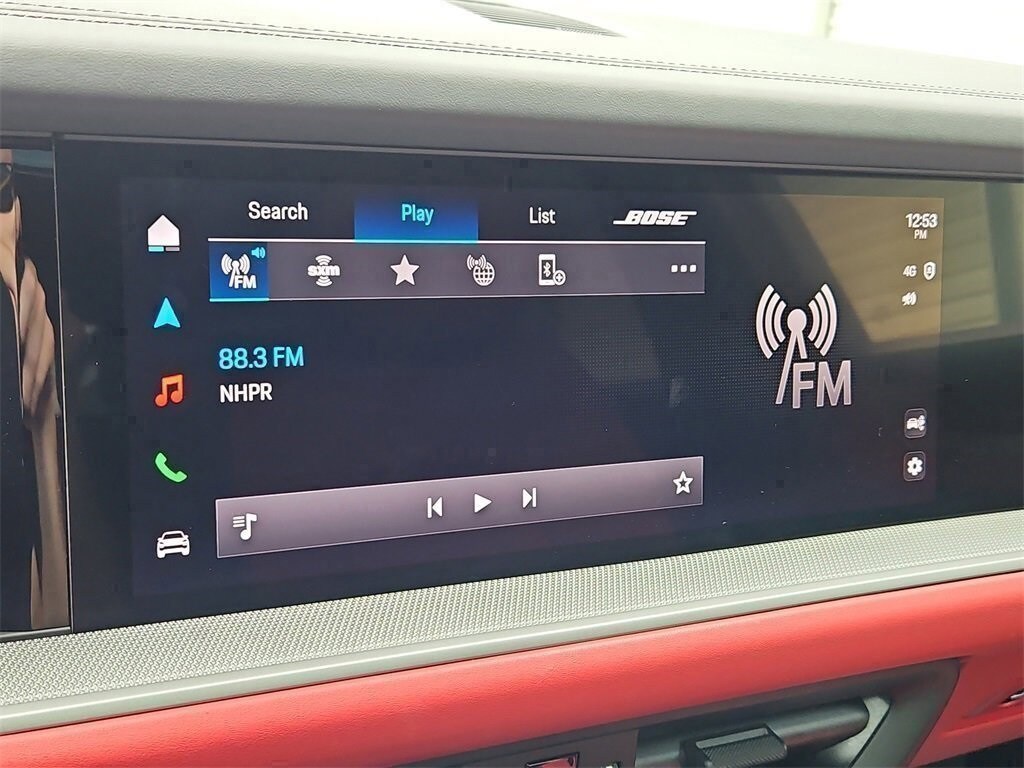 Search Play List BOSE
12:53
PM
FM sxm
4G
88.3 FM
NHPR
FM